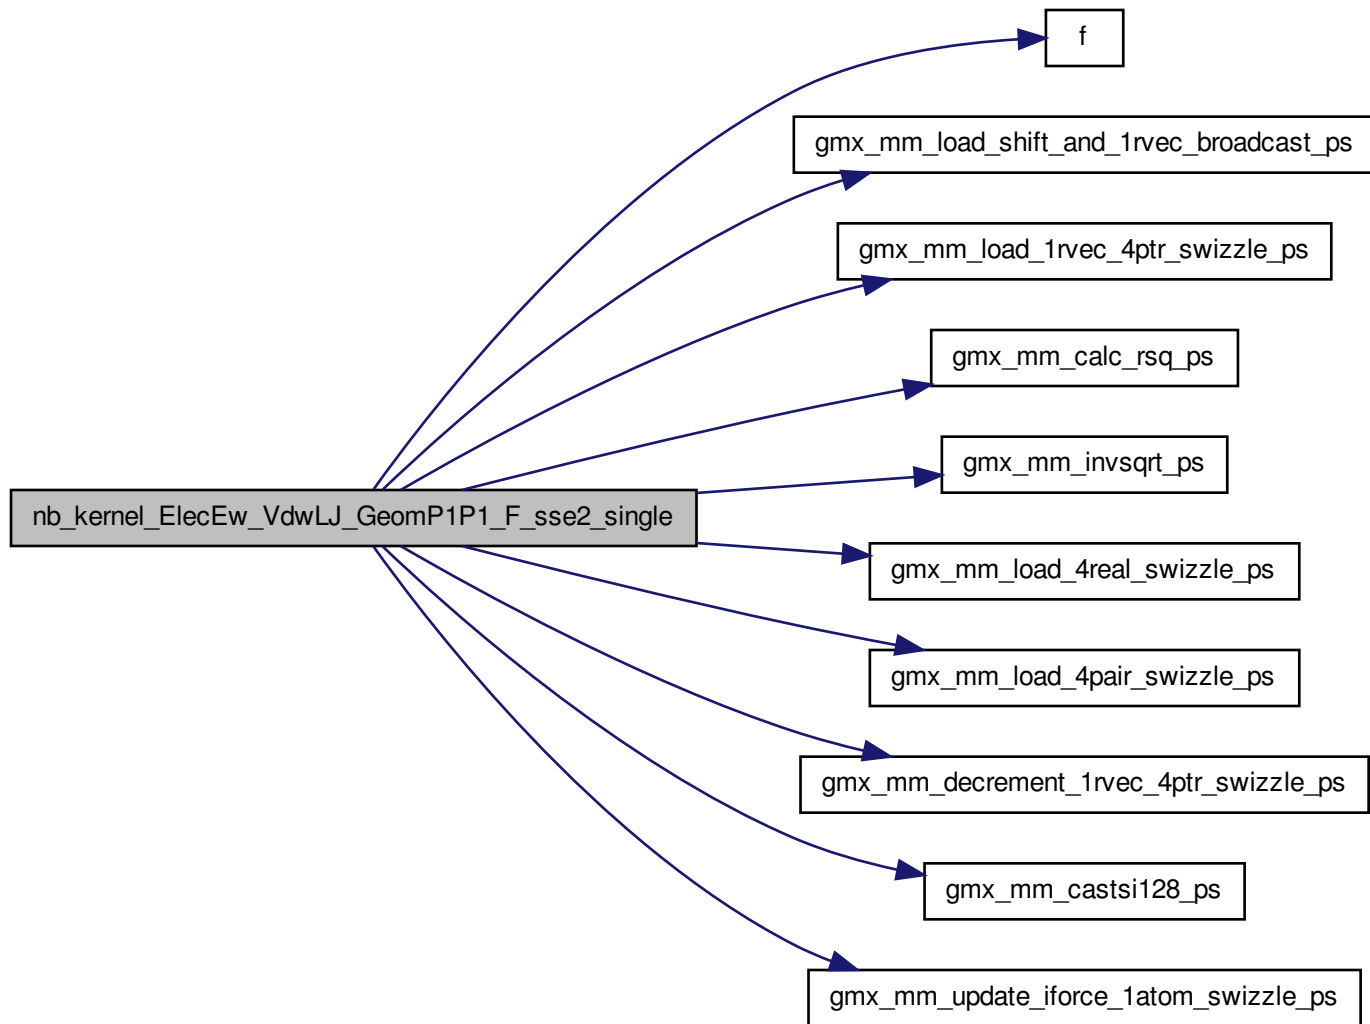 f
gmx_mm_load_shift_and_1rvec_broadcast_ps
gmx_mm_load_1rvec_4ptr_swizzle_ps
gmx_mm_calc_rsq_ps
gmx_mm_invsqrt_ps
nb_kernel_ElecEw_VdwLJ_GeomP1P1_F_sse2_single
gmx_mm_load_4real_swizzle_ps
gmx_mm_load_4pair_swizzle_ps
gmx_mm_decrement_1rvec_4ptr_swizzle_ps
gmx_mm_castsi128_ps
gmx_mm_update_iforce_1atom_swizzle_ps